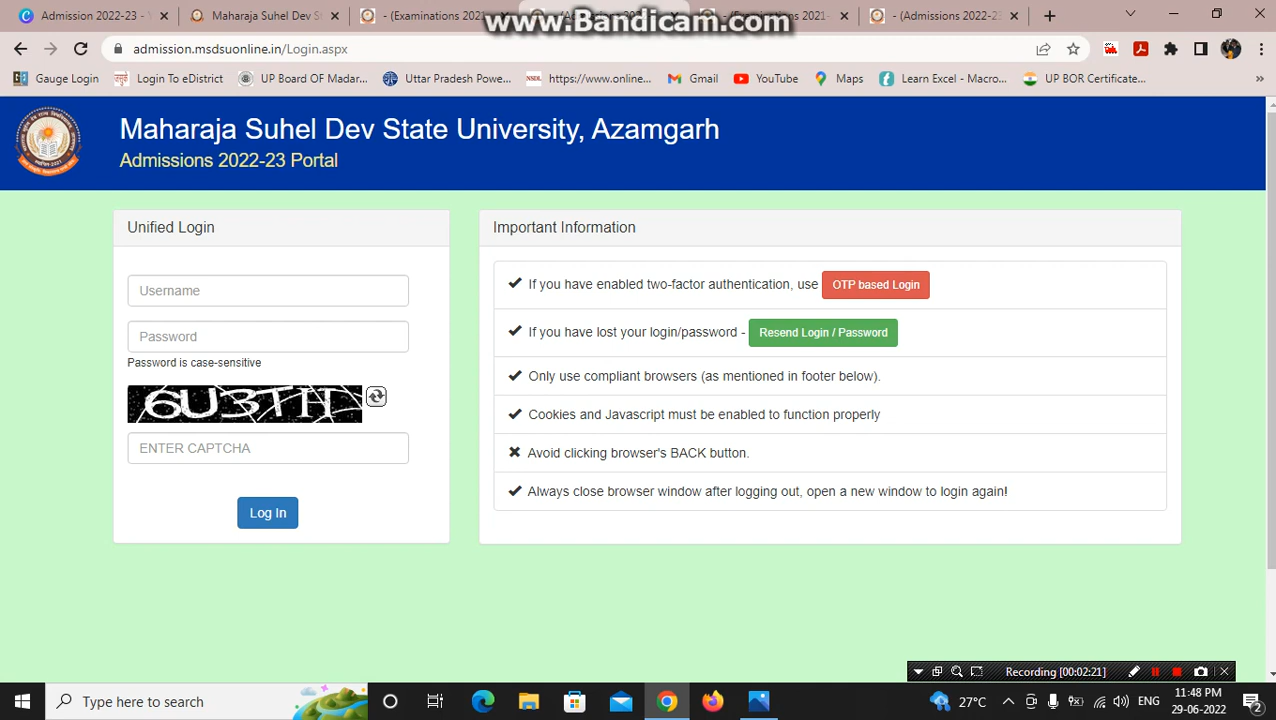 Admission 2022-23 -
Maharaja Suhel Dev S
- (Examinations 2021-
- (Admissions 2022-23
www.Bandicam.com
admission.msdsuonline.in/Login.aspx
Gauge Login
Login To eDistrict
UP Board OF Madar...
Uttar Pradesh Powe...
https://www.online...
Gmail
YouTube
Maps
Learn Excel - Macro...
UP BOR Certificate...
»
Maharaja Suhel Dev State University, Azamgarh
Admissions 2022-23 Portal
Unified Login
Username
Password
Password is case-sensitive
6U3TH
ENTER CAPTCHA
Log In
Important Information
If you have enabled two-factor authentication, use OTP based Login
If you have lost your login/password - Resend Login / Password
Only use compliant browsers (as mentioned in footer below).
Cookies and Javascript must be enabled to function properly
Avoid clicking browser's BACK button.
Always close browser window after logging out, open a new window to login again!
Recording [00:02:21]
Type here to search
27°C
ENG
11:48 PM
29-06-2022
2